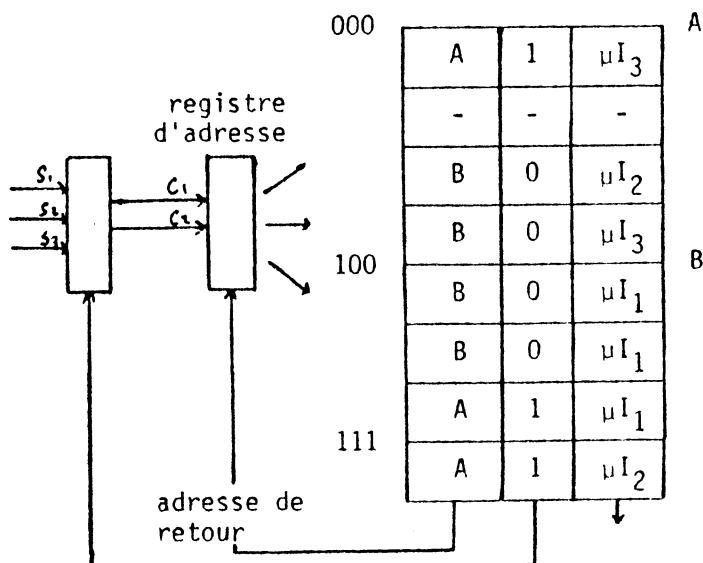 000 A
A 1 µI3
registre
d'adresse
- - -
S1 C1 B 0 µI2
S2 C2
S3 B 0 µI3
100 B
B 0 µI1
B 0 µI1
A 1 µI1
111
A 1 µI2
adresse de
retour